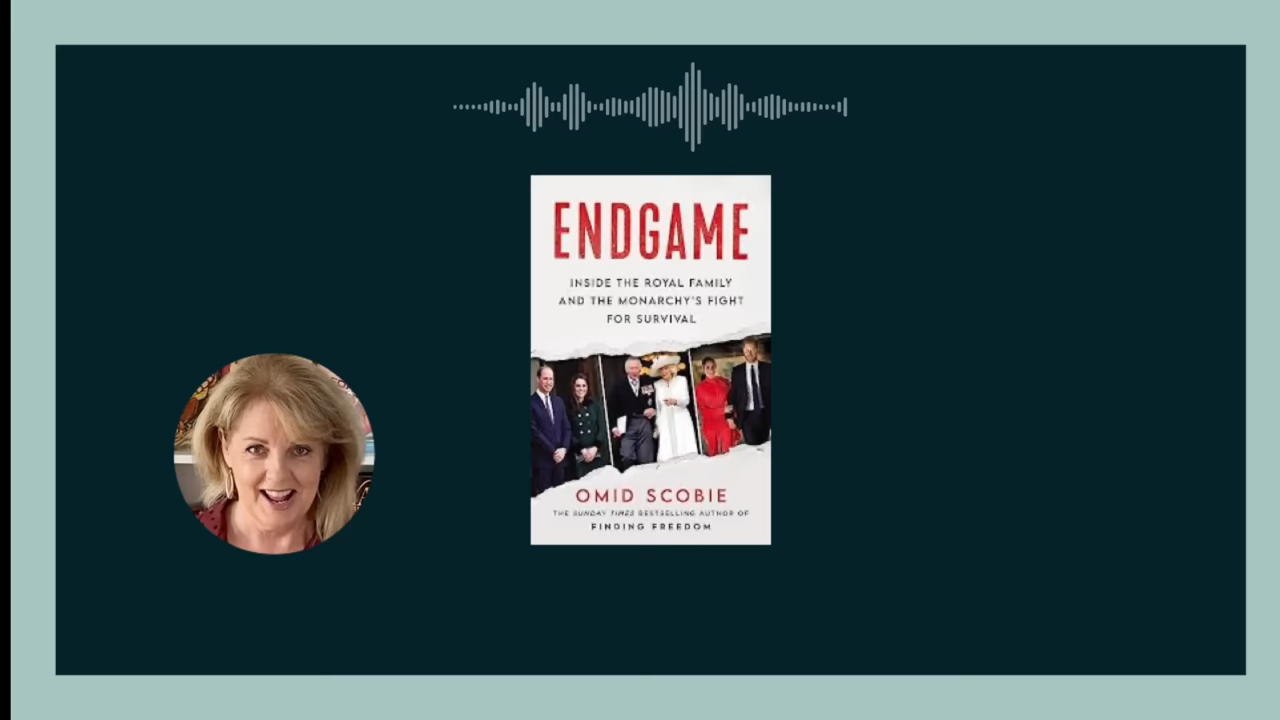 ENDGAME
INSIDE THE ROYAL FAMILY
AND THE MONARCHY'S FIGHT
FOR SURVIVAL
OMID SCOBIE
THE SUNDAY TIMES BESTSELLING AUTHOR OF
FINDING FREEDOM